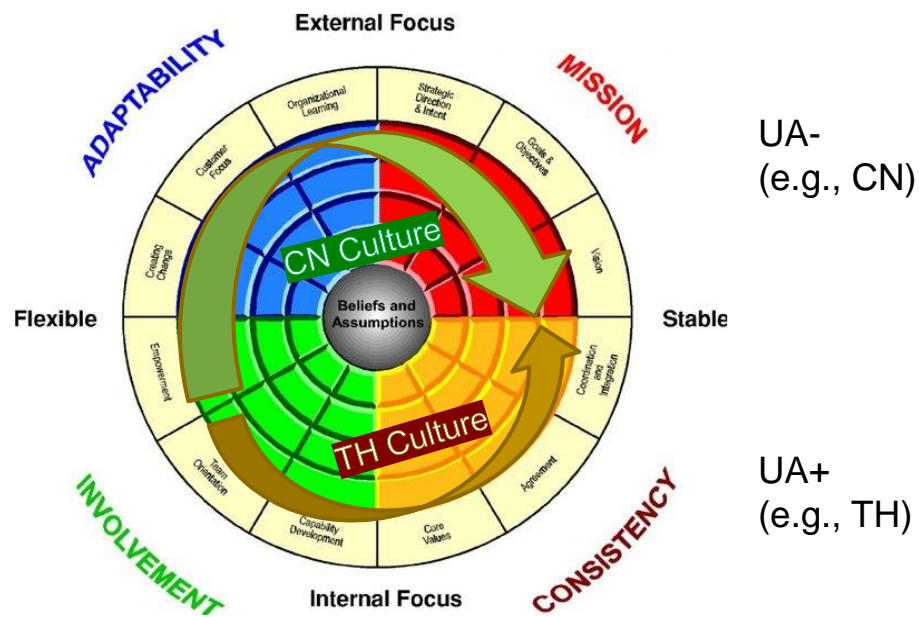 External Focus
ADAPTABILITY
MISSION
Organizational
Learning
Strategic
Direction
& Intent
Customer
Focus
Goals &
Objectives
UA-
(e.g., CN)
Creating
Change
Vision
CN Culture
Flexible
Beliefs and
Assumptions
Stable
Empowerment
Coordination
and
Integration
TH Culture
Team
Orientation
Agreement
UA+
(e.g., TH)
Capability
Development
Core
Values
INVOLVEMENT
CONSISTENCY
Internal Focus